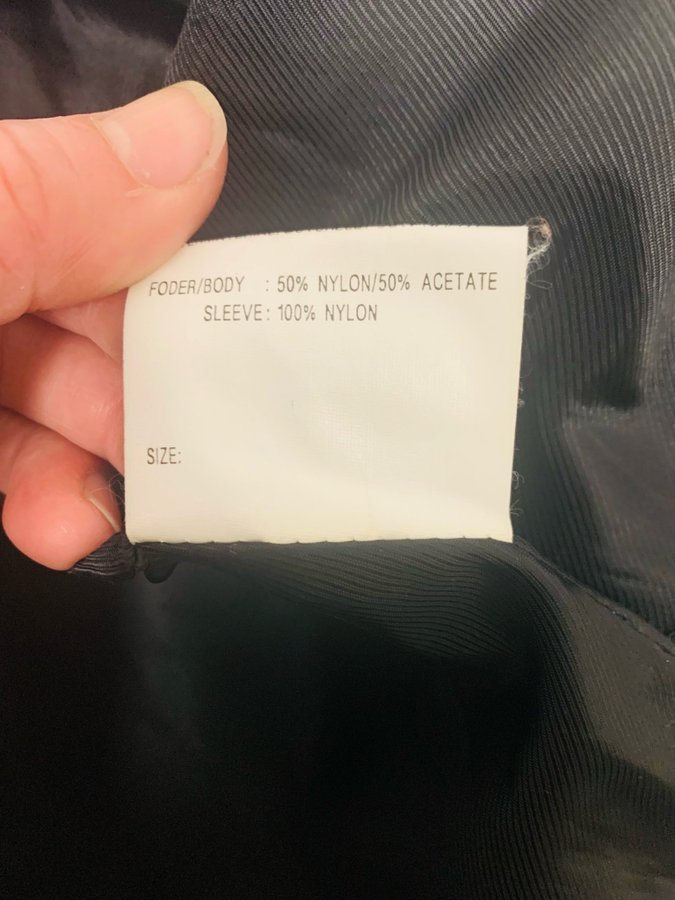 FODER/BODY : 50% NYLON/50% ACETATE
SLEEVE: 100% NYLON
SIZE: